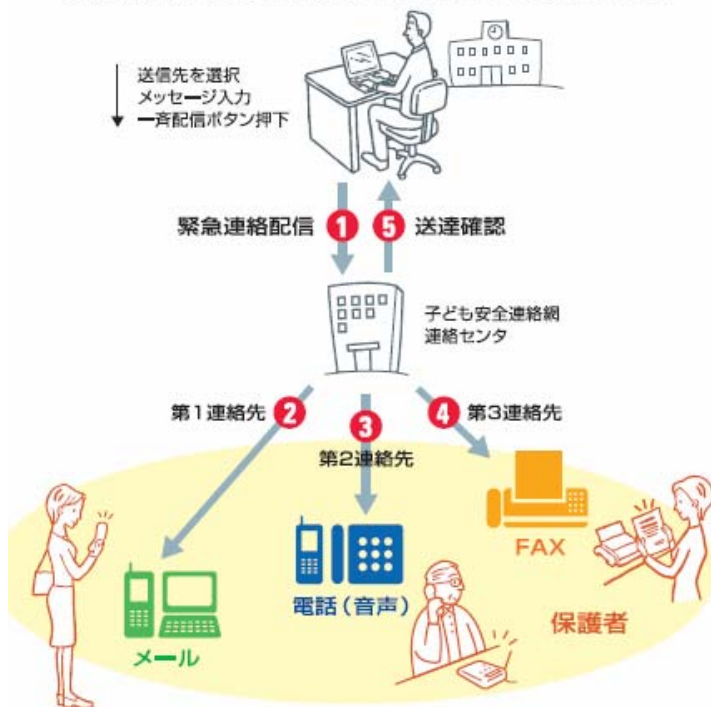 送信先を選択
メッセージ入力
一斉配信ボタン押下
緊急連絡配信 1 5 送達確認
子ども安全連絡網
連絡センタ
第1連絡先 2
3
4 第3連絡先
第2連絡先
FAX
電話(音声)
保護者
メール